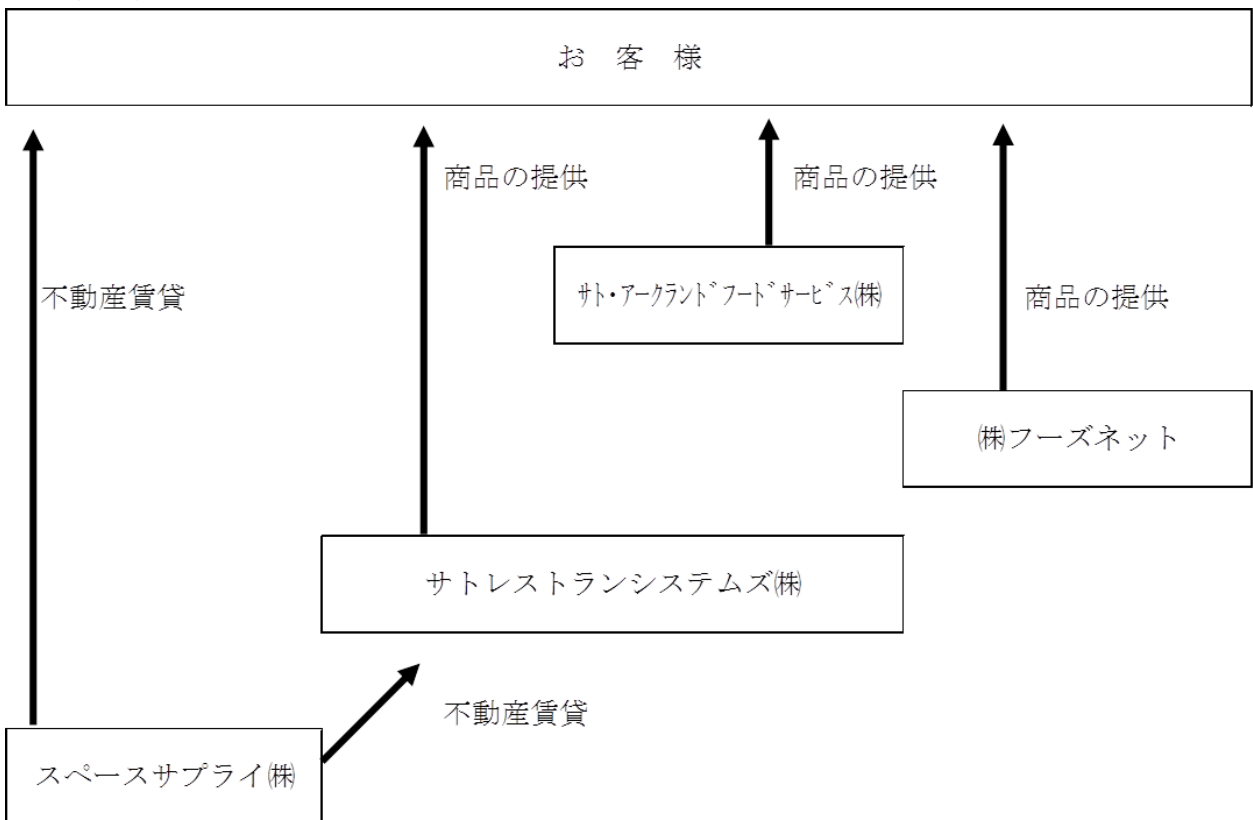 お　客　様
商品の提供
商品の提供
不動産賃貸
サト・アークランドフードサービス㈱
商品の提供
㈱フーズネット
サトレストランシステムズ㈱
不動産賃貸
スペースサプライ㈱